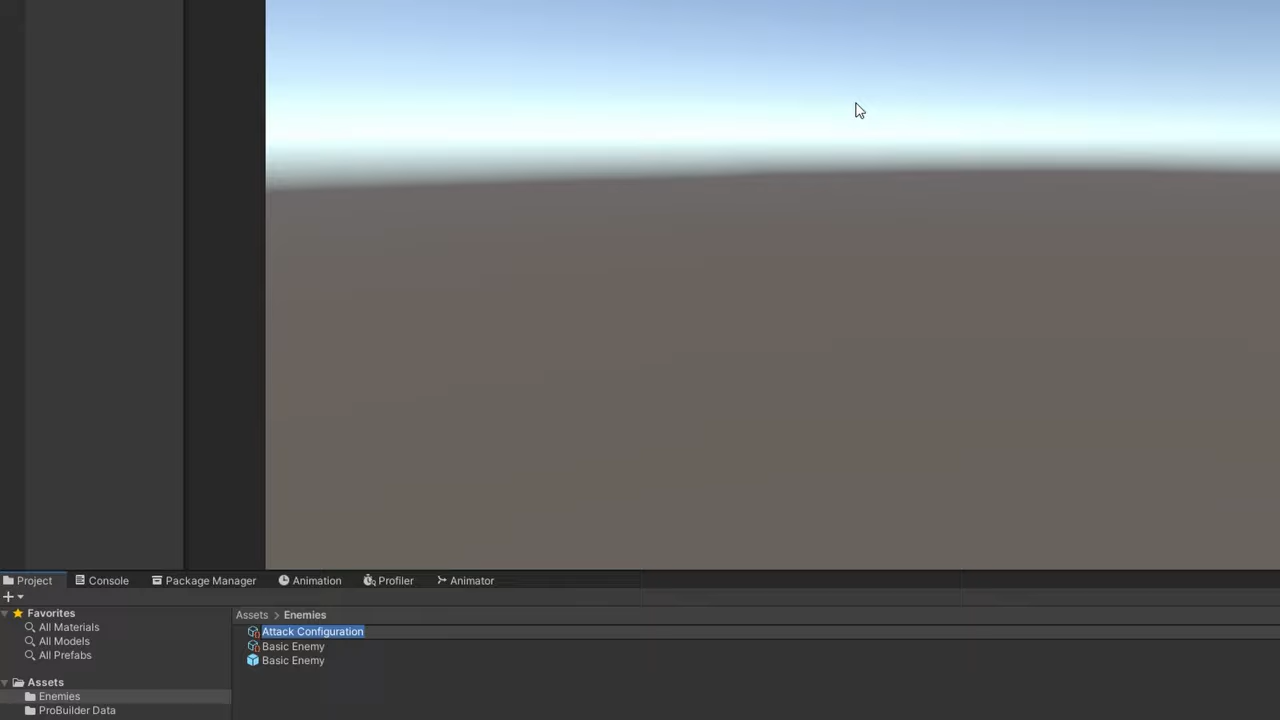 Project Console Package Manager Animation Profiler Animator
Favorites
All Materials
All Models
All Prefabs
Assets
Enemies
ProBuilder Data
Assets > Enemies
Attack Configuration
Basic Enemy
Basic Enemy